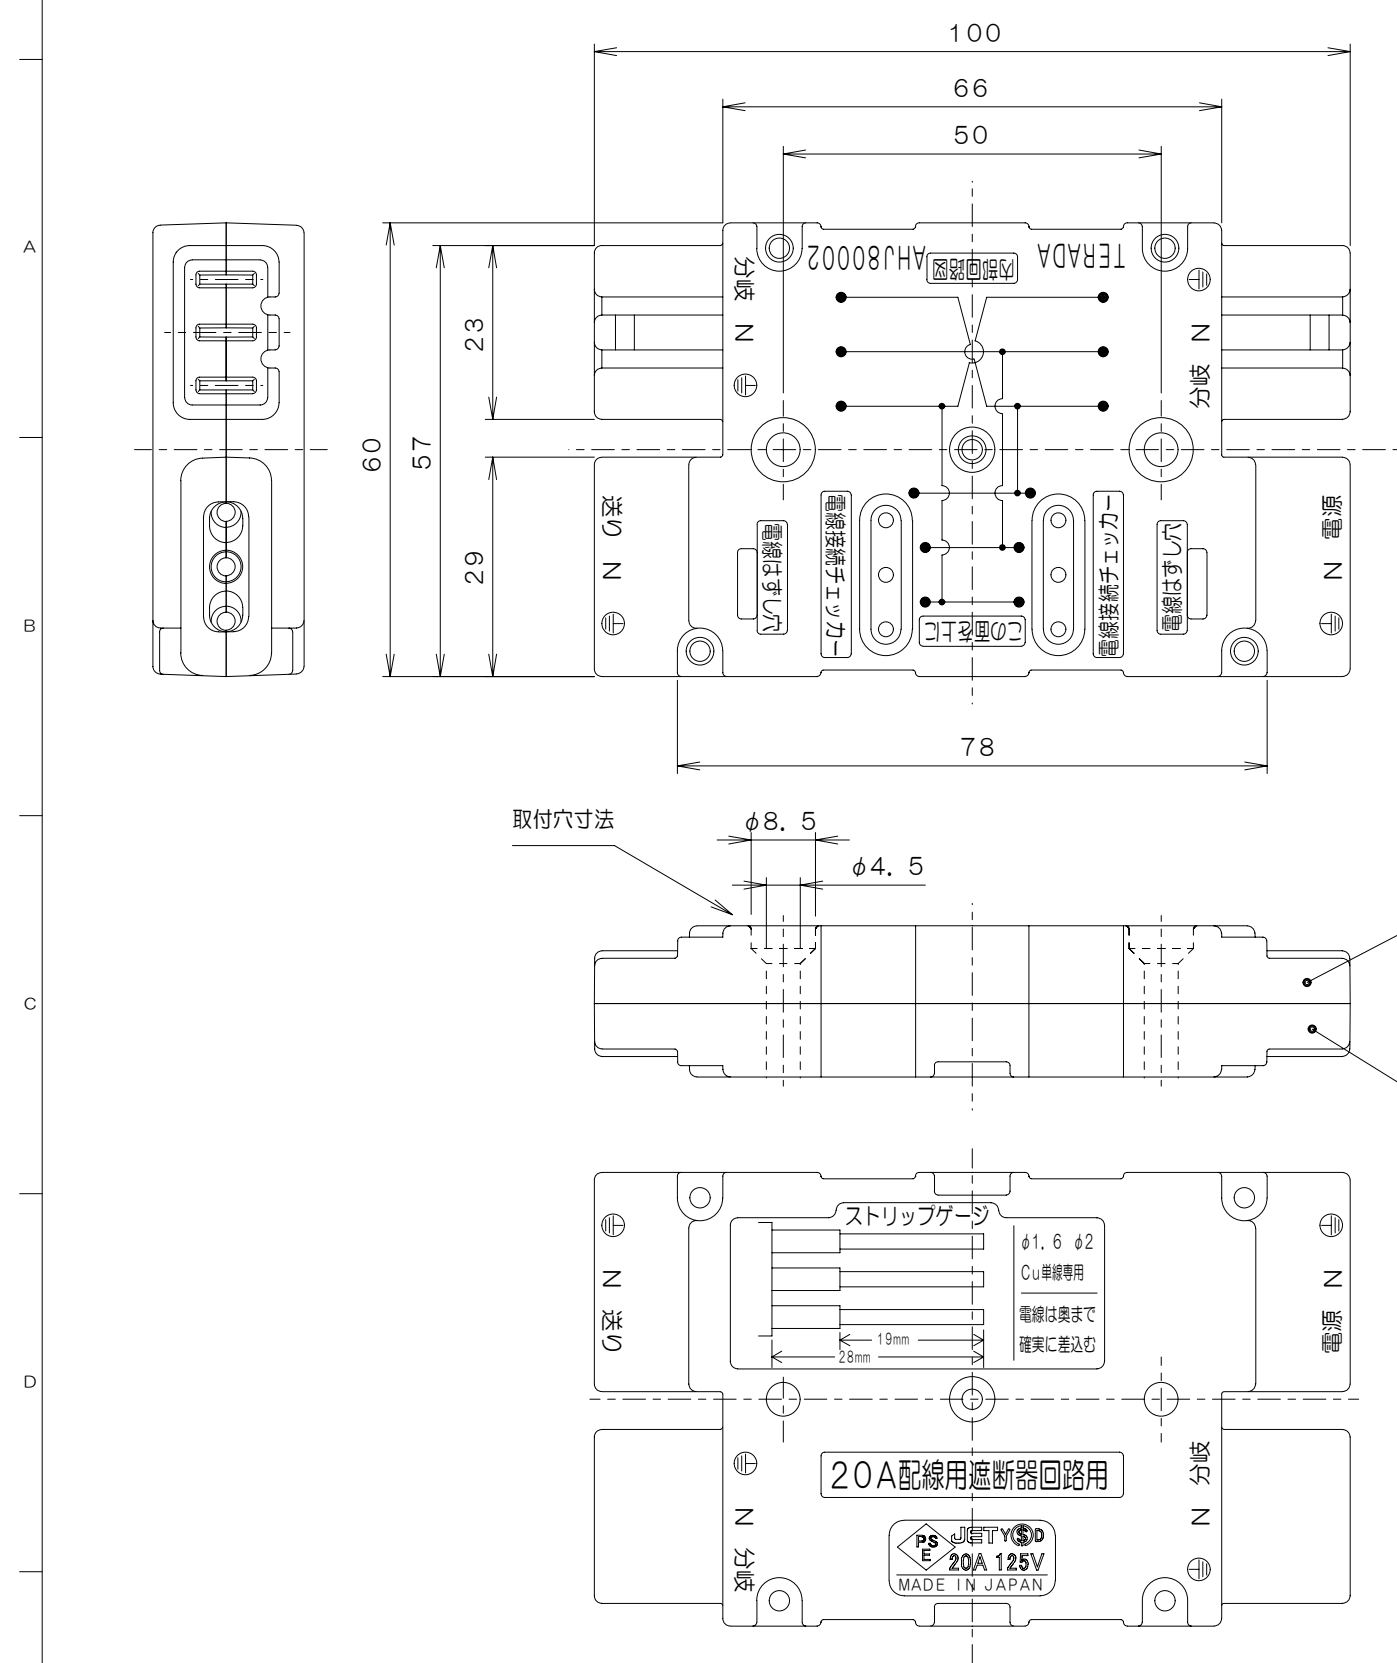 100
66
50
A
分岐
N
AHJ80002
内部回路図
TERADA
N
分岐
23
60
57
29
B
送り
N
電線はずし穴
電線接続チェッカー
この面を上に
電線接続チェッカー
電線はずし穴
電源
N
78
取付穴寸法
φ8.5
φ4.5
C
ストリップゲージ
φ1.6 φ2
Cu単線専用
電線は奥まで
確実に差込む
19mm
28mm
N
送り
N
電源
D
20A配線用遮断器回路用
N
分岐
分岐
N
PS
E
JET Y S D
20A 125V
MADE IN JAPAN